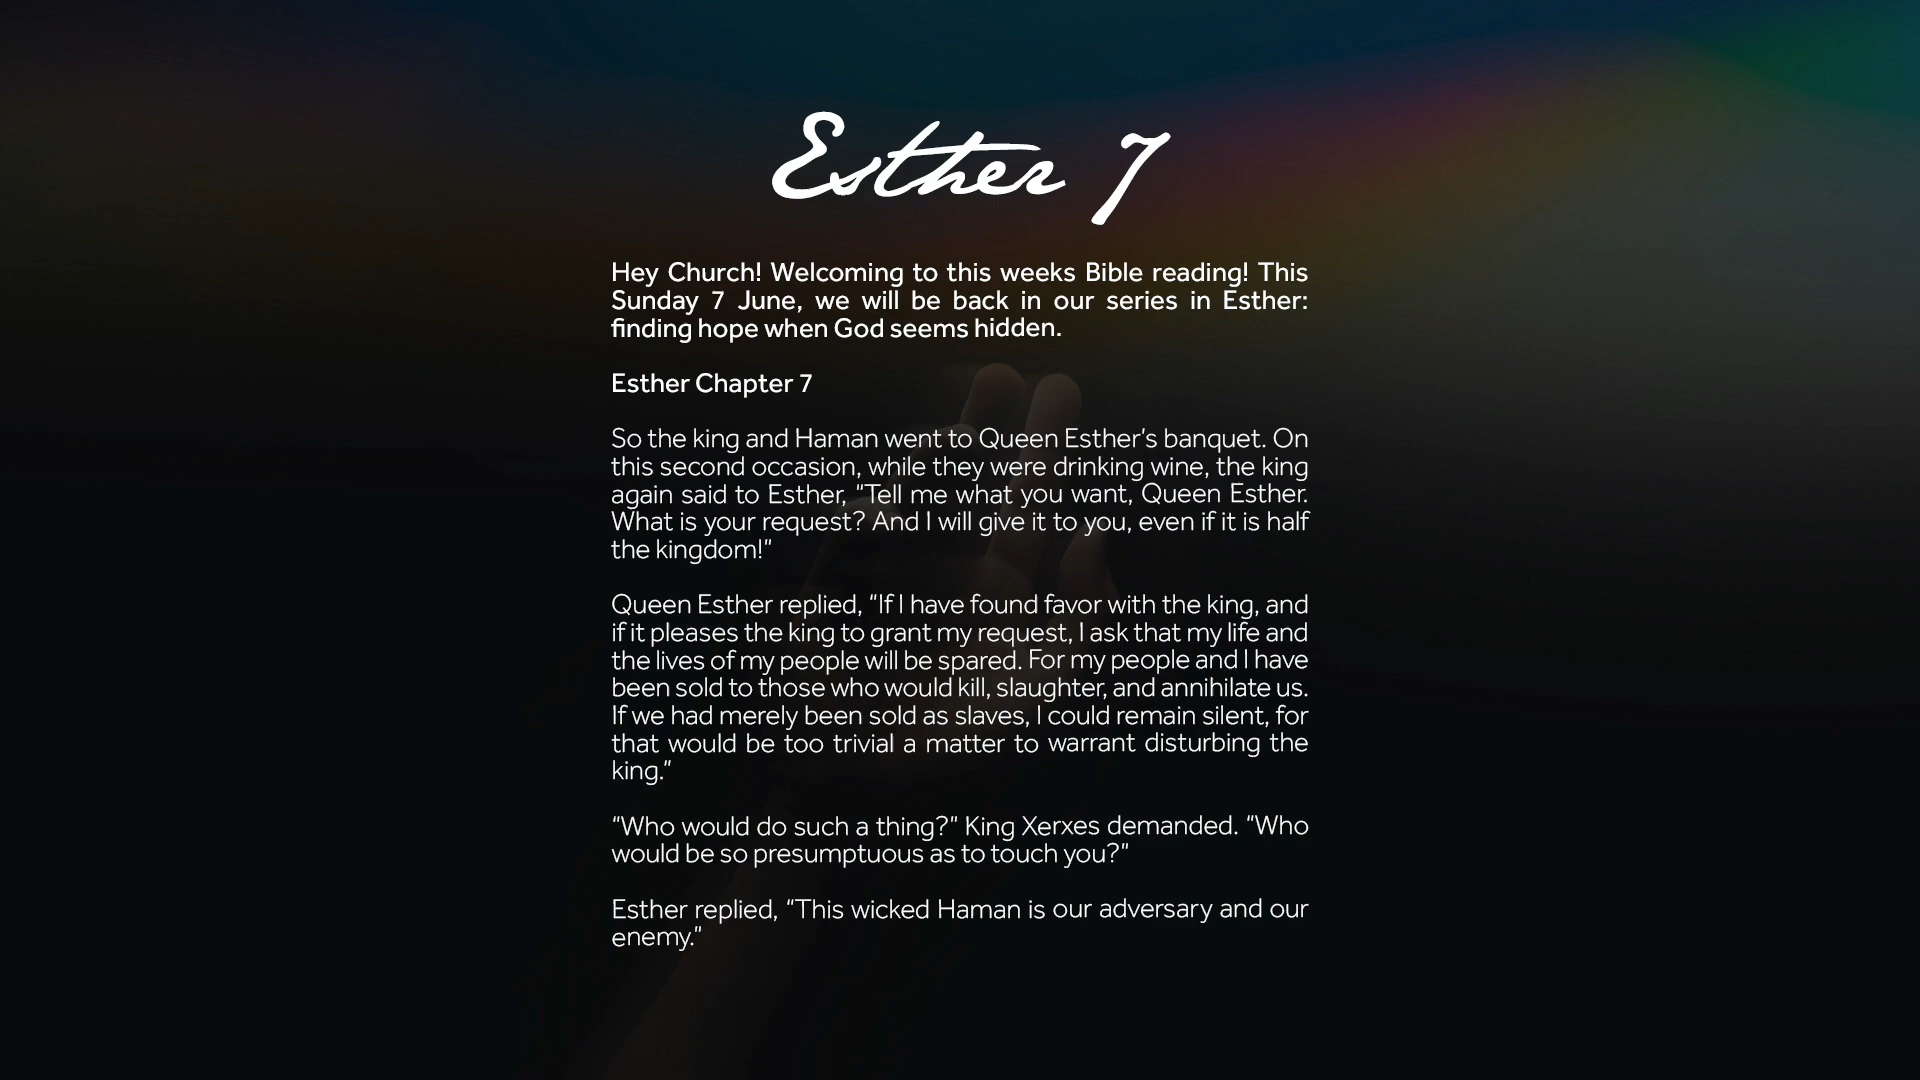 Esther 7
Hey Church! Welcoming to this weeks Bible reading! This
Sunday 7 June, we will be back in our series in Esther:
finding hope when God seems hidden.
Esther Chapter 7
So the king and Haman went to Queen Esther's banquet. On
this second occasion, while they were drinking wine, the king
again said to Esther, “Tell me what you want, Queen Esther.
What is your request? And I will give it to you, even if it is half
the kingdom!”
Queen Esther replied, “If I have found favor with the king, and
if it pleases the king to grant my request, I ask that my life and
the lives of my people will be spared. For my people and I have
been sold to those who would kill, slaughter, and annihilate us.
If we had merely been sold as slaves, I could remain silent, for
that would be too trivial a matter to warrant disturbing the
king.”
“Who would do such a thing?” King Xerxes demanded. “Who
would be so presumptuous as to touch you?”
Esther replied, “This wicked Haman is our adversary and our
enemy.”